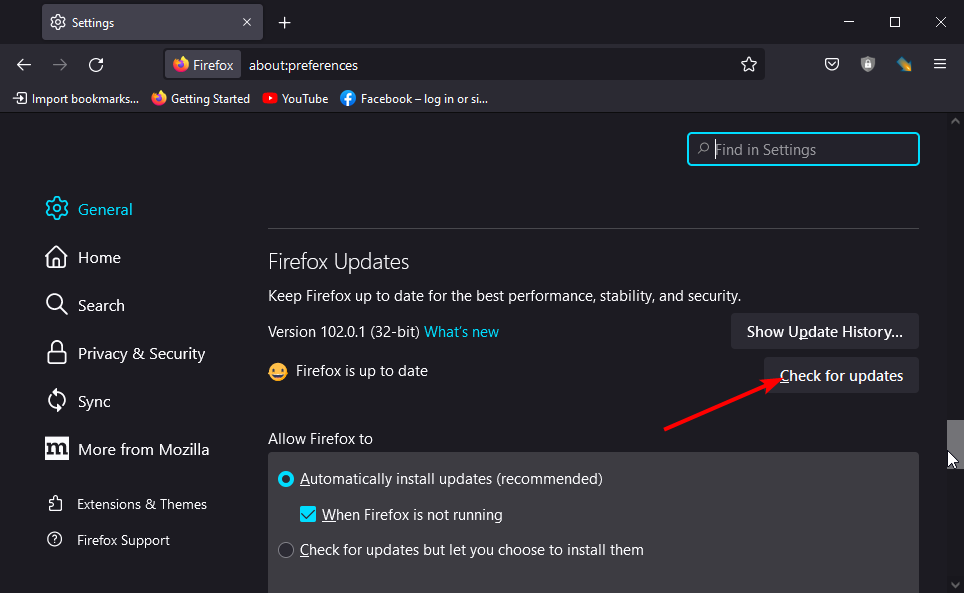 Settings
Firefox about:preferences
Import bookmarks... Getting Started YouTube Facebook – log in or si...
Find in Settings
General
Home
Search
Privacy & Security
Sync
m More from Mozilla
Extensions & Themes
Firefox Support
Firefox Updates
Keep Firefox up to date for the best performance, stability, and security.
Version 102.0.1 (32-bit) What's new
Show Update History...
Firefox is up to date
Check for updates
Allow Firefox to
Automatically install updates (recommended)
When Firefox is not running
Check for updates but let you choose to install them